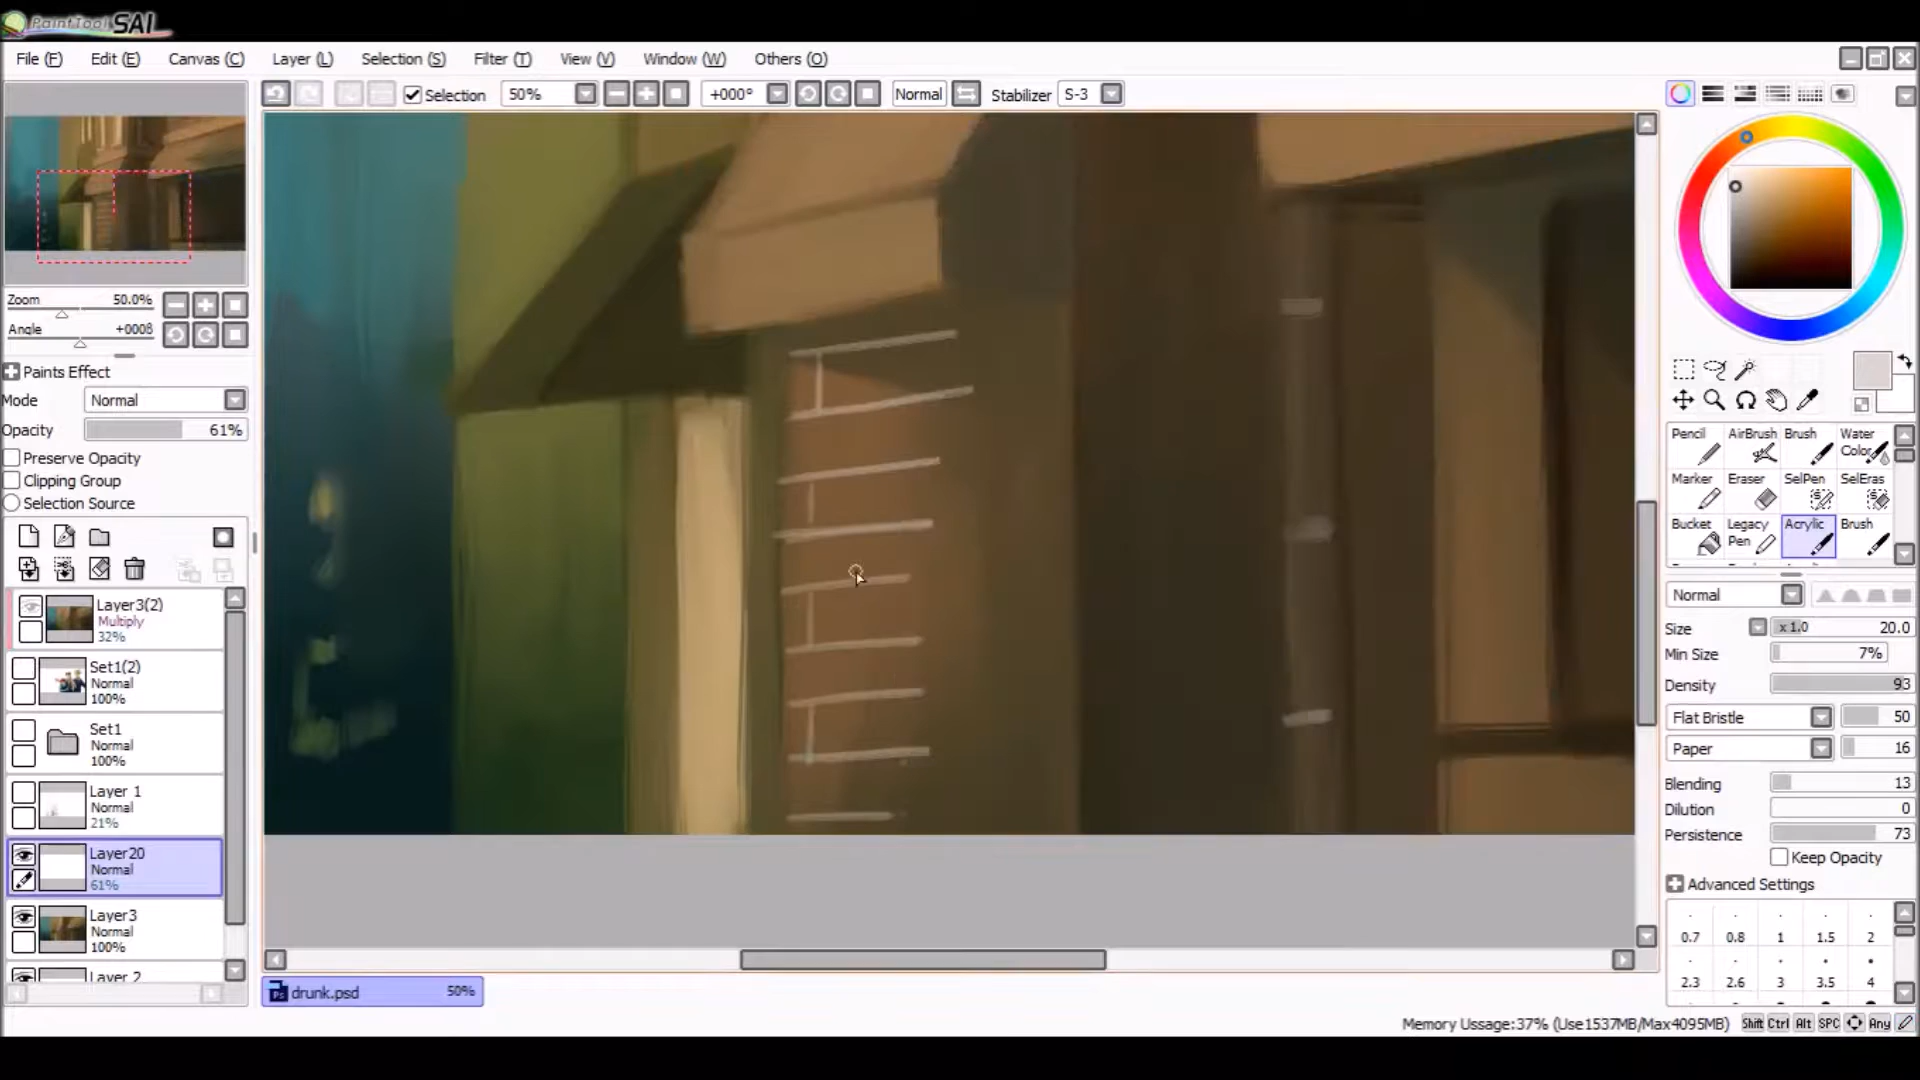 PaintTool SAI
File (F) Edit (E) Canvas (C) Layer (L) Selection (S) Filter (T) View (V) Window (W) Others (O)
Selection 50% +000° Normal Stabilizer S-3
Zoom 50.0%
Angle +000ß
Paints Effect
Mode Normal
Opacity 61%
Preserve Opacity
Clipping Group
Selection Source
Layer3(2)
Multiply
32%
Set1(2)
Normal
100%
Set1
Normal
100%
Layer 1
Normal
21%
Layer20
Normal
61%
Layer3
Normal
100%
Layer 2
drunk.psd 50%
Pencil AirBrush Brush Water Color
Marker Eraser SelPen SelEras
Bucket Legacy Pen Acrylic Brush
Normal
Size x 1.0 20.0
Min Size 7%
Density 93
Flat Bristle 50
Paper 16
Blending 13
Dilution 0
Persistence 73
Keep Opacity
Advanced Settings
0.7 0.8 1 1.5 2
2.3 2.6 3 3.5 4
Memory Ussage:37% (Use1537MB/Max4095MB) Shift Ctrl Alt SPC Any